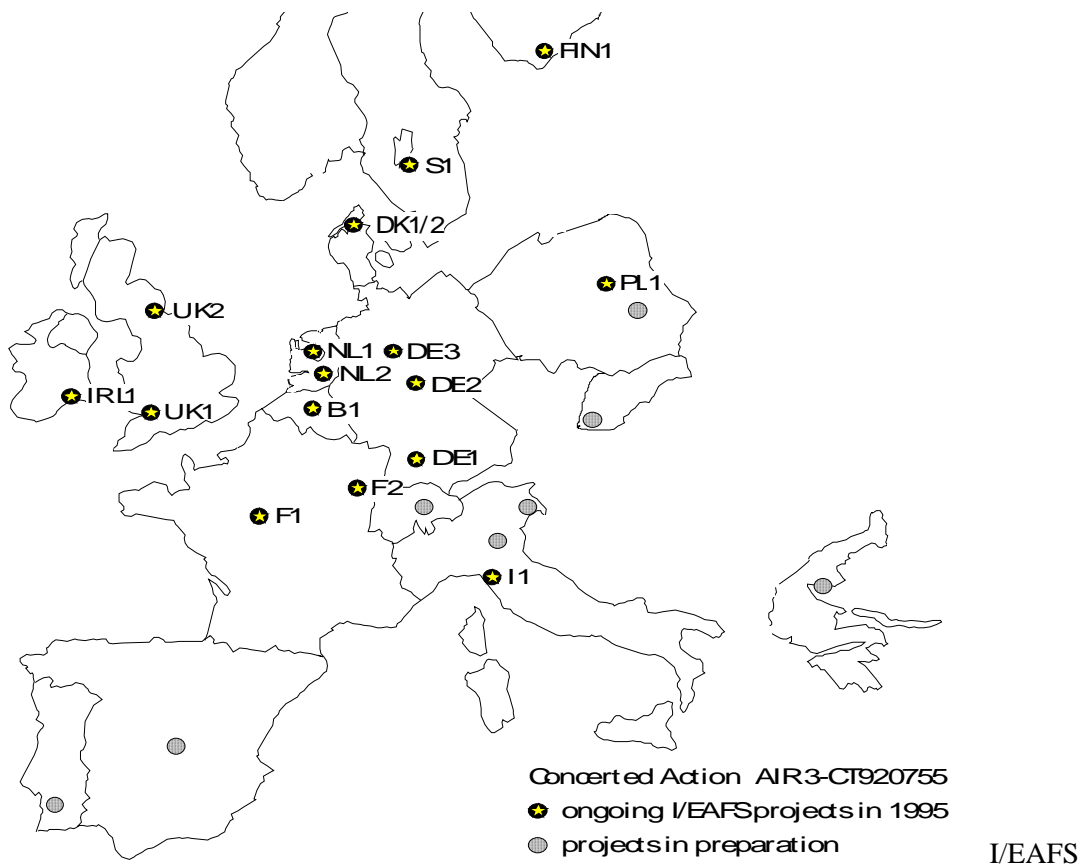 FIN1
S1
DK1/2
PL1
UK2
NL1
DE3
NL2
DE2
IRL1
UK1
B1
DE1
F2
F1
I1
Concerted Action AIR3-CT920755
ongoing I/EAFS projects in 1995
projects in preparation
I/EAFS